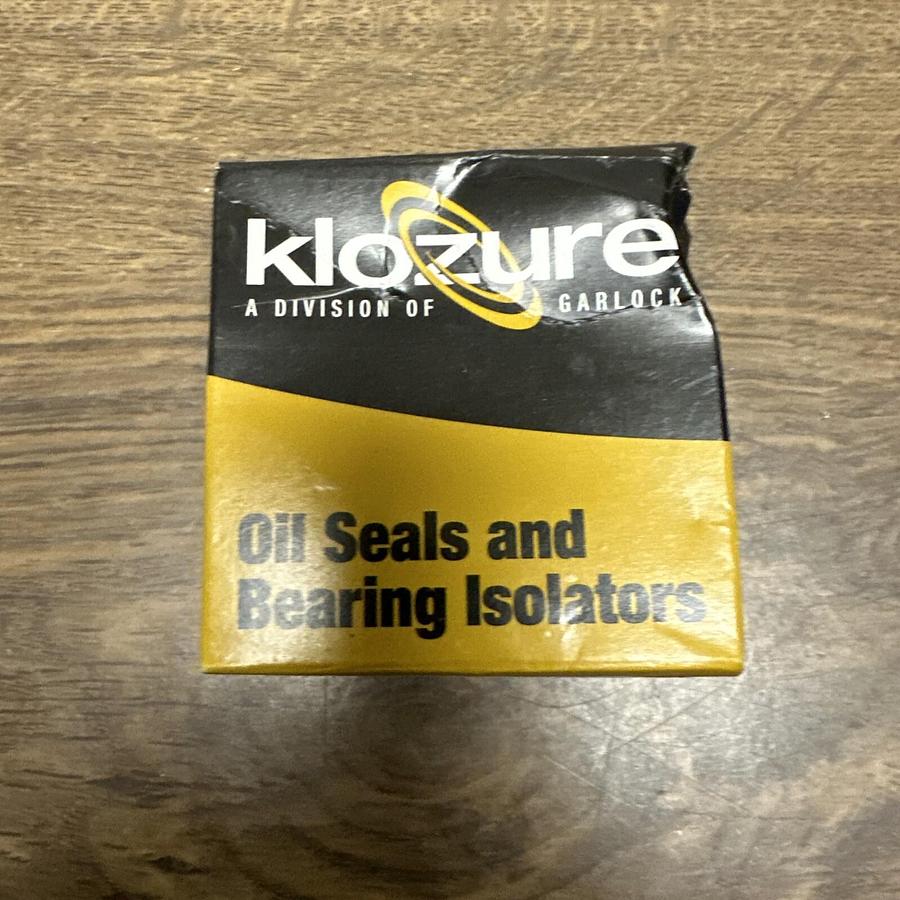 klozure
A DIVISION OF GARLOCK
Oil Seals and
Bearing Isolators